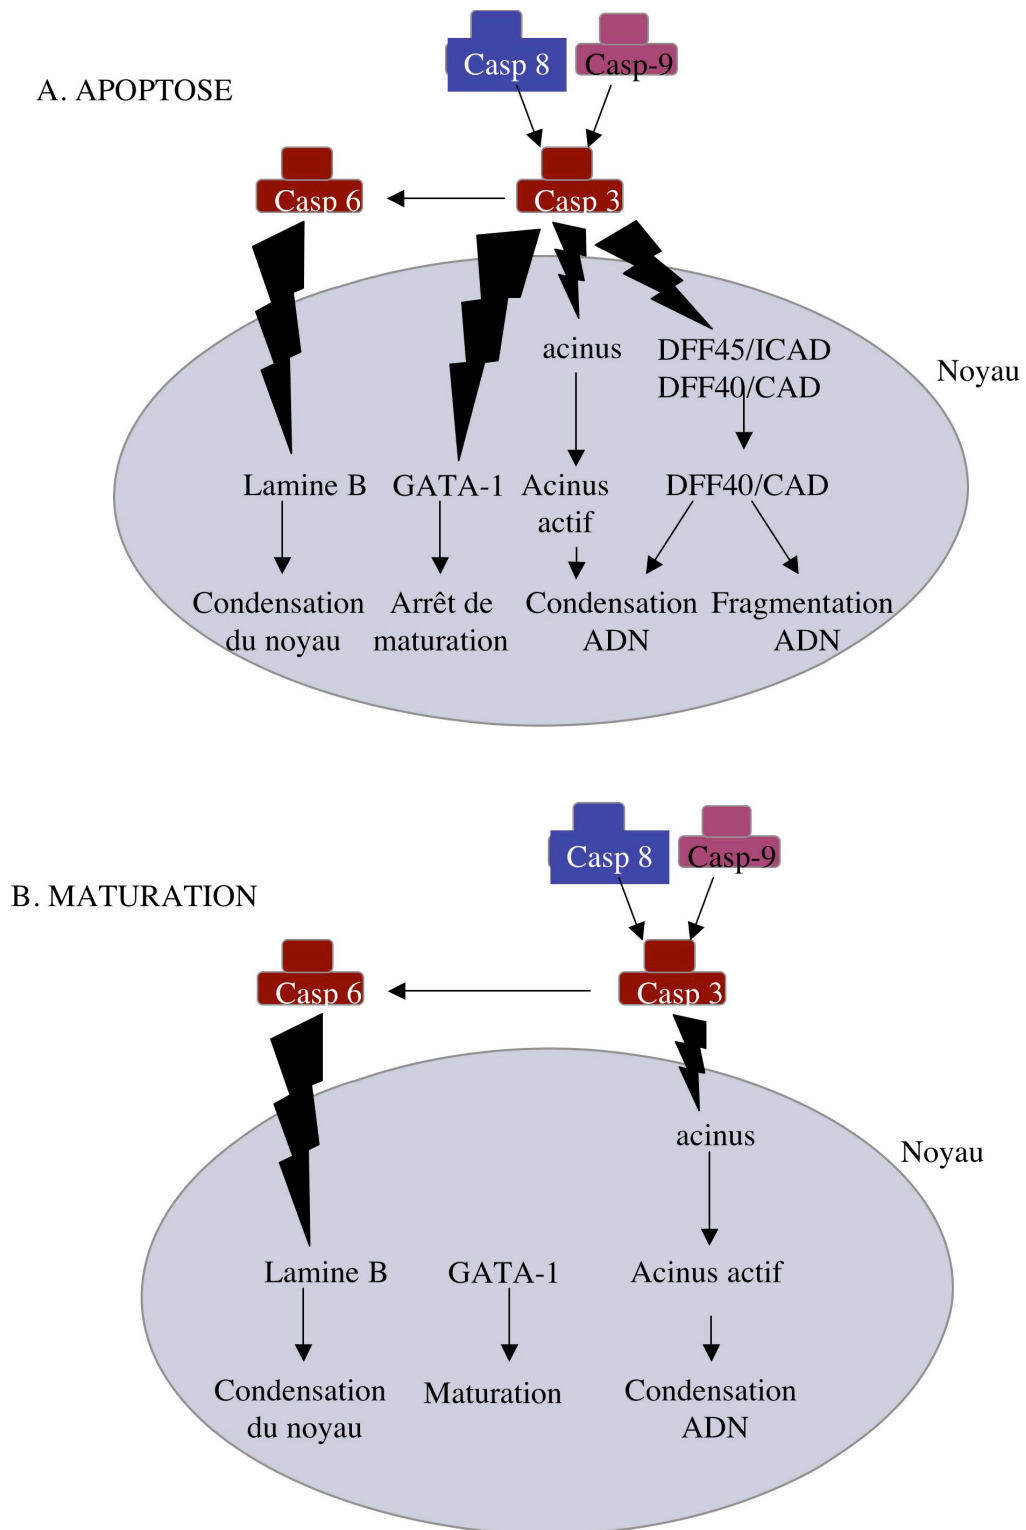 Casp 8
Casp-9
A. APOPTOSE
Casp 6
Casp 3
acinus
DFF45/ICAD
DFF40/CAD
Noyau
Lamine B
GATA-1
Acinus
actif
DFF40/CAD
Condensation
du noyau
Arrêt de
maturation
Condensation
ADN
Fragmentation
ADN
Casp 8
Casp-9
B. MATURATION
Casp 6
Casp 3
acinus
Noyau
Lamine B
GATA-1
Acinus actif
Condensation
du noyau
Maturation
Condensation
ADN